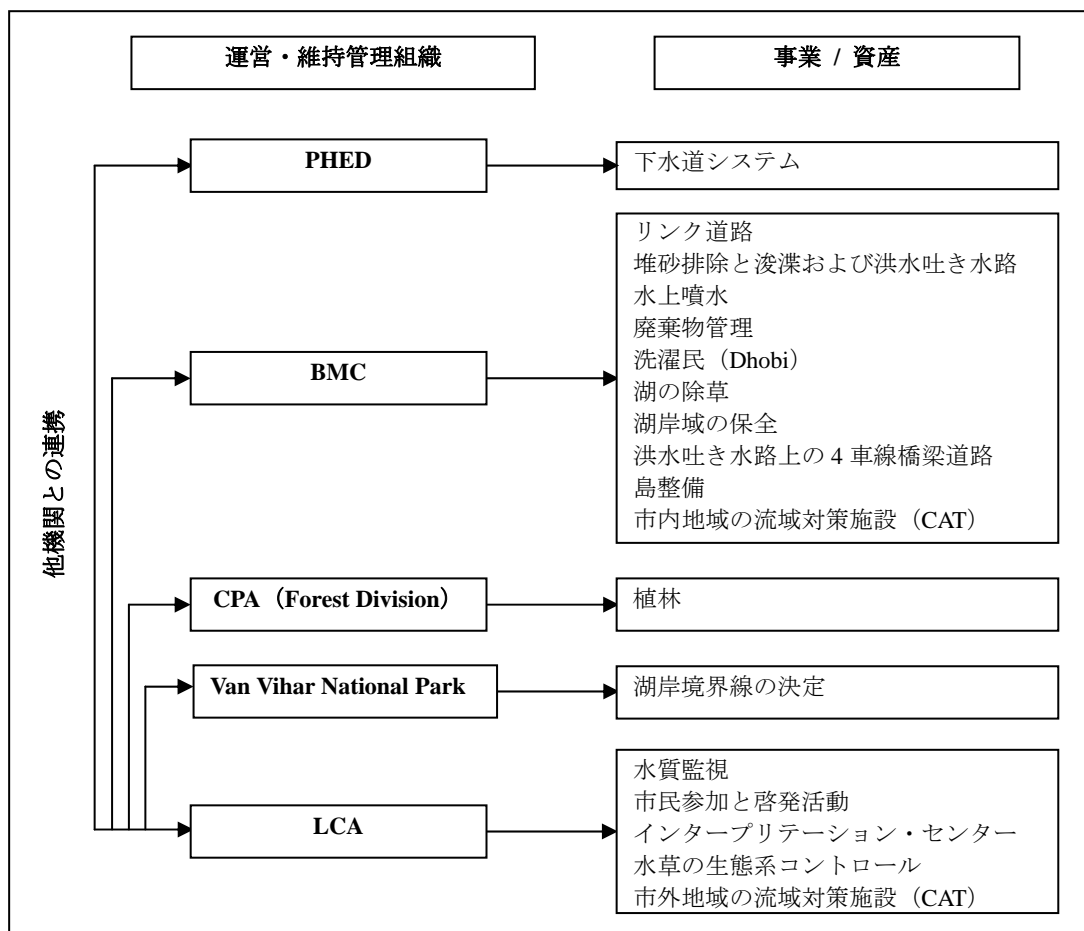 運営・維持管理組織
事業 / 資産
PHED
下水道システム
リンク道路
堆砂排除と浚渫および洪水吐き水路
水上噴水
廃棄物管理
BMC
洗濯民（Dhobi）
湖の除草
湖岸域の保全
洪水吐き水路上の 4 車線橋梁道路
島整備
市内地域の流域対策施設（CAT）
他機関との連携
CPA（Forest Division）
植林
Van Vihar National Park
湖岸境界線の決定
LCA
水質監視
市民参加と啓発活動
インタープリテーション・センター
水草の生態系コントロール
市外地域の流域対策施設（CAT）